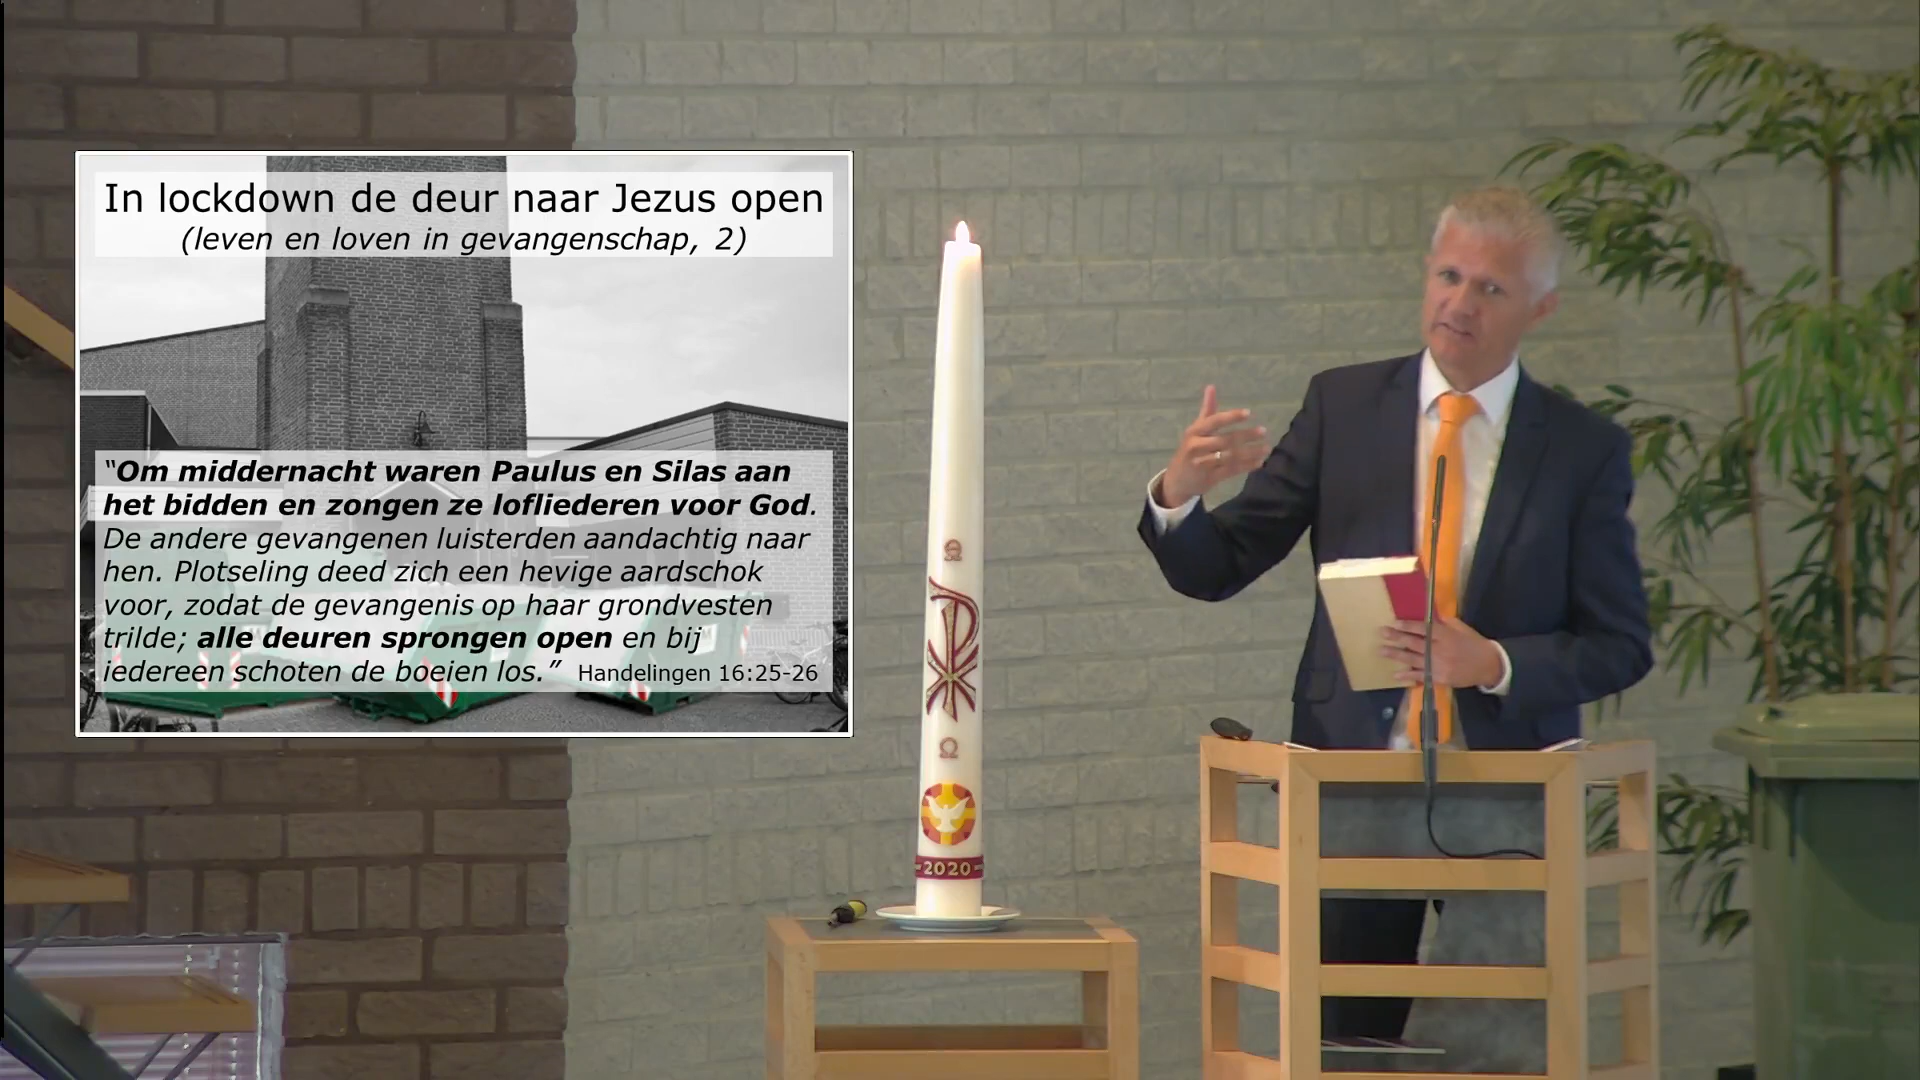 In lockdown de deur naar Jezus open
(leven en loven in gevangenschap, 2)
“Om middernacht waren Paulus en Silas aan
het bidden en zongen ze lofliederen voor God.
De andere gevangenen luisterden aandachtig naar
hen. Plotseling deed zich een hevige aardschok
voor, zodat de gevangenis op haar grondvesten
trilde; alle deuren sprongen open en bij
iedereen schoten de boeien los.” Handelingen 16:25-26
Ω
2020